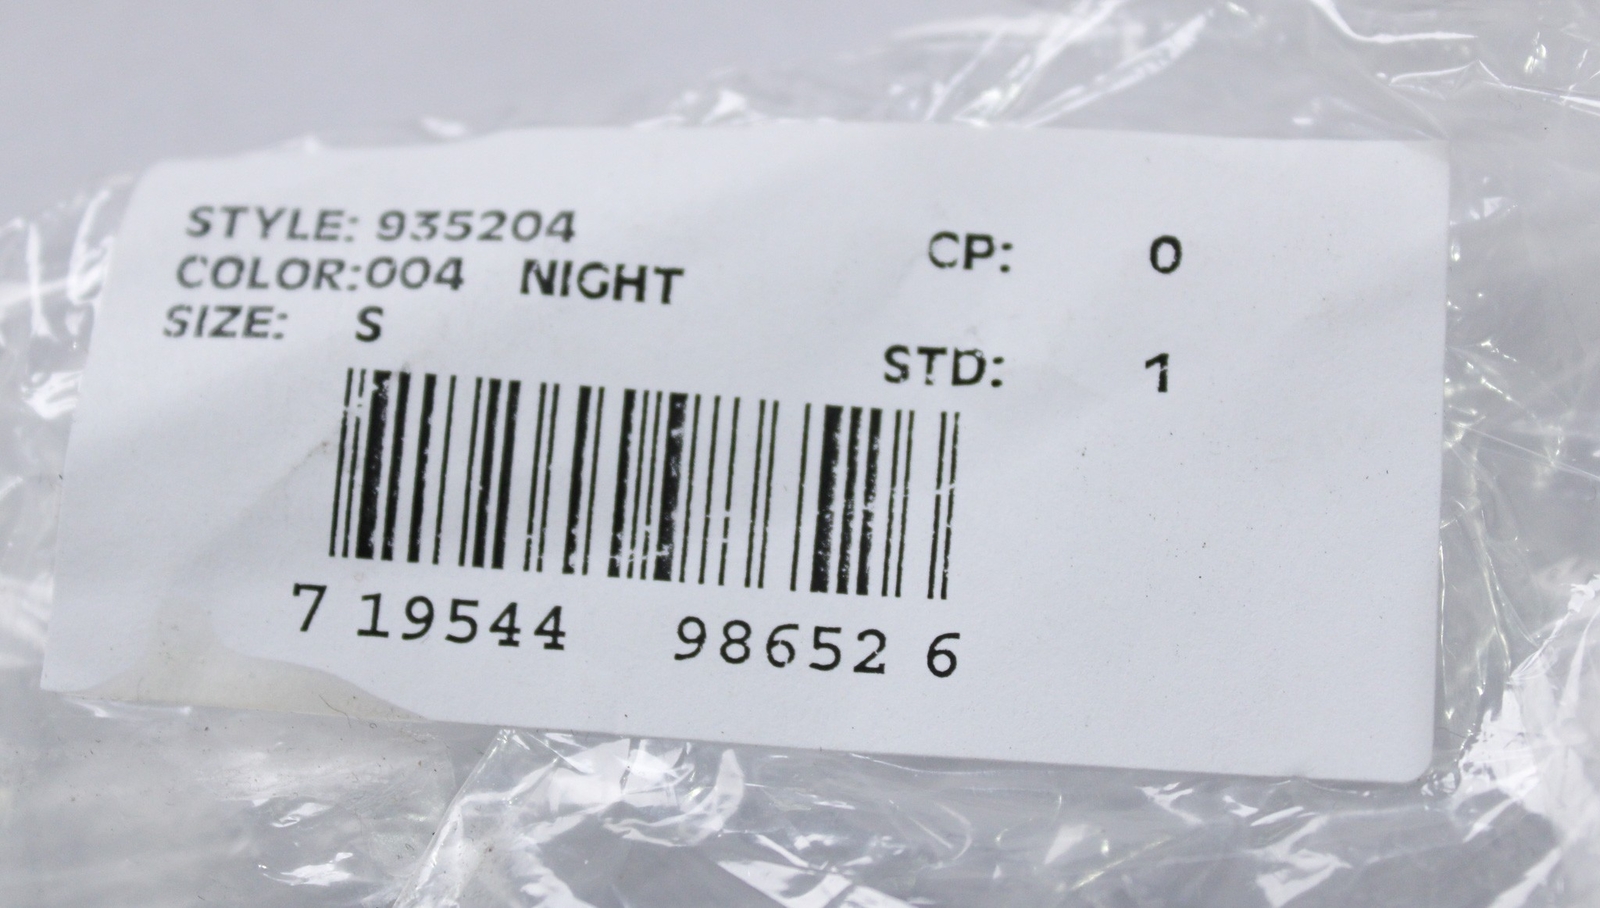 STYLE: 935204
COLOR:004 NIGHT
SIZE: S
CP: 0
STD: 1
7 19544 98652 6